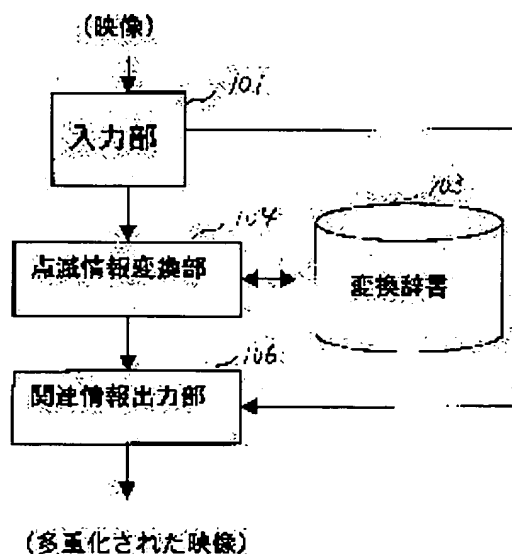 (映像)
101
入力部
103
104
点滅情報変換部
変換辞書
106
関連情報出力部
(多重化された映像)